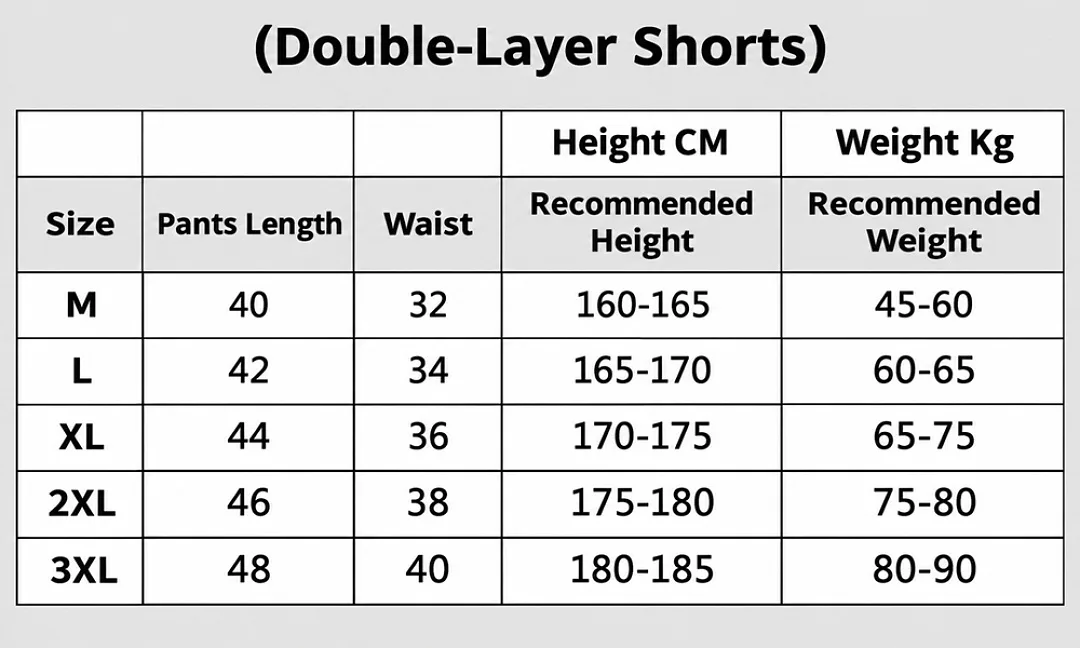 (Double-Layer Shorts)
Height CM Weight Kg
Size Pants Length Waist Recommended Height Recommended Weight
M 40 32 160-165 45-60
L 42 34 165-170 60-65
XL 44 36 170-175 65-75
2XL 46 38 175-180 75-80
3XL 48 40 180-185 80-90